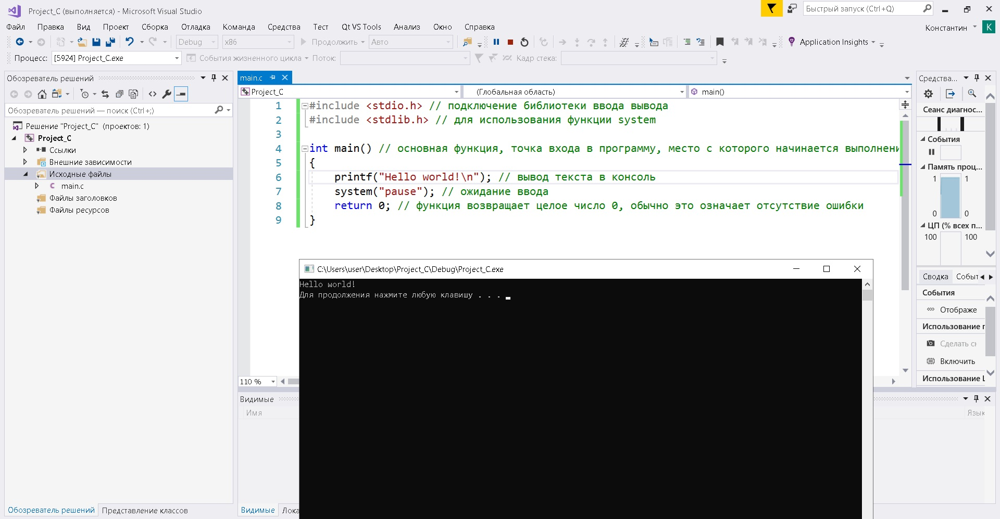 Project_C (выполняется) - Microsoft Visual Studio
Быстрый запуск (Ctrl+Q)
Файл Правка Вид Проект Сборка Отладка Команда Средства Тест Qt VS Tools Анализ Окно Справка
Константин K
Debug x86 Продолжить Авто Application Insights
Процесс: [5924] Project_C.exe События жизненного цикла Поток: Кадр стека:
Обозреватель решений
Обозреватель решений — поиск (Ctrl+;)
Решение "Project_C" (проектов: 1)
Project_C
Ссылки
Внешние зависимости
Исходные файлы
main.c
Файлы заголовков
Файлы ресурсов
Обозреватель решений Представление классов
main.c
Project_C (Глобальная область) main()
1 #include <stdio.h> // подключение библиотеки ввода вывода
2 #include <stdlib.h> // для использования функции system
3
4 int main() // основная функция, точка входа в программу, место с которого начинается выполнени
5 {
6 printf("Hello world!\n"); // вывод текста в консоль
7 system("pause"); // ожидание ввода
8 return 0; // функция возвращает целое число 0, обычно это означает отсутствие ошибки
9 }
110 %
C:\Users\user\Desktop\Project_C\Debug\Project_C.exe
Hello world!
Для продолжения нажмите любую клавишу . . .
Видимые
Имя
Язык
Видимые Лока
Средства...
Сеанс диагнос...
События
Память проц...
1 1
0 0
ЦП (% всех п...
100 100
Сводка Событ
События
Отображе
Использование п
Сделать сн
Включить
Использование Ц